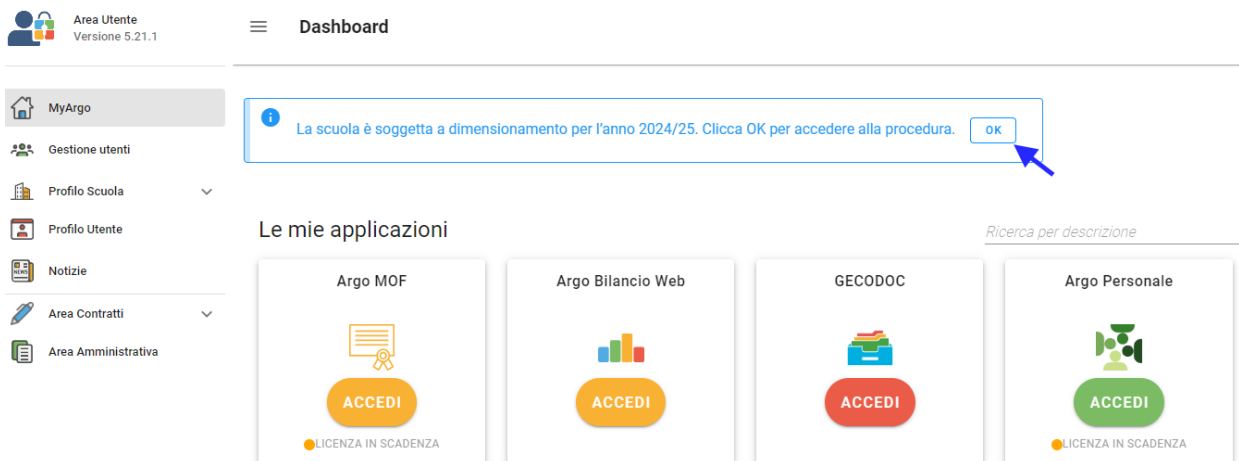 Area Utente
Versione 5.21.1
Dashboard
MyArgo
La scuola è soggetta a dimensionamento per l'anno 2024/25. Clicca OK per accedere alla procedura.
OK
Gestione utenti
Profilo Scuola
Profilo Utente
Notizie
Area Contratti
Area Amministrativa
Le mie applicazioni
Ricerca per descrizione
Argo MOF
Argo Bilancio Web
GECODOC
Argo Personale
ACCEDI
ACCEDI
ACCEDI
ACCEDI
LICENZA IN SCADENZA
LICENZA IN SCADENZA
NEWS